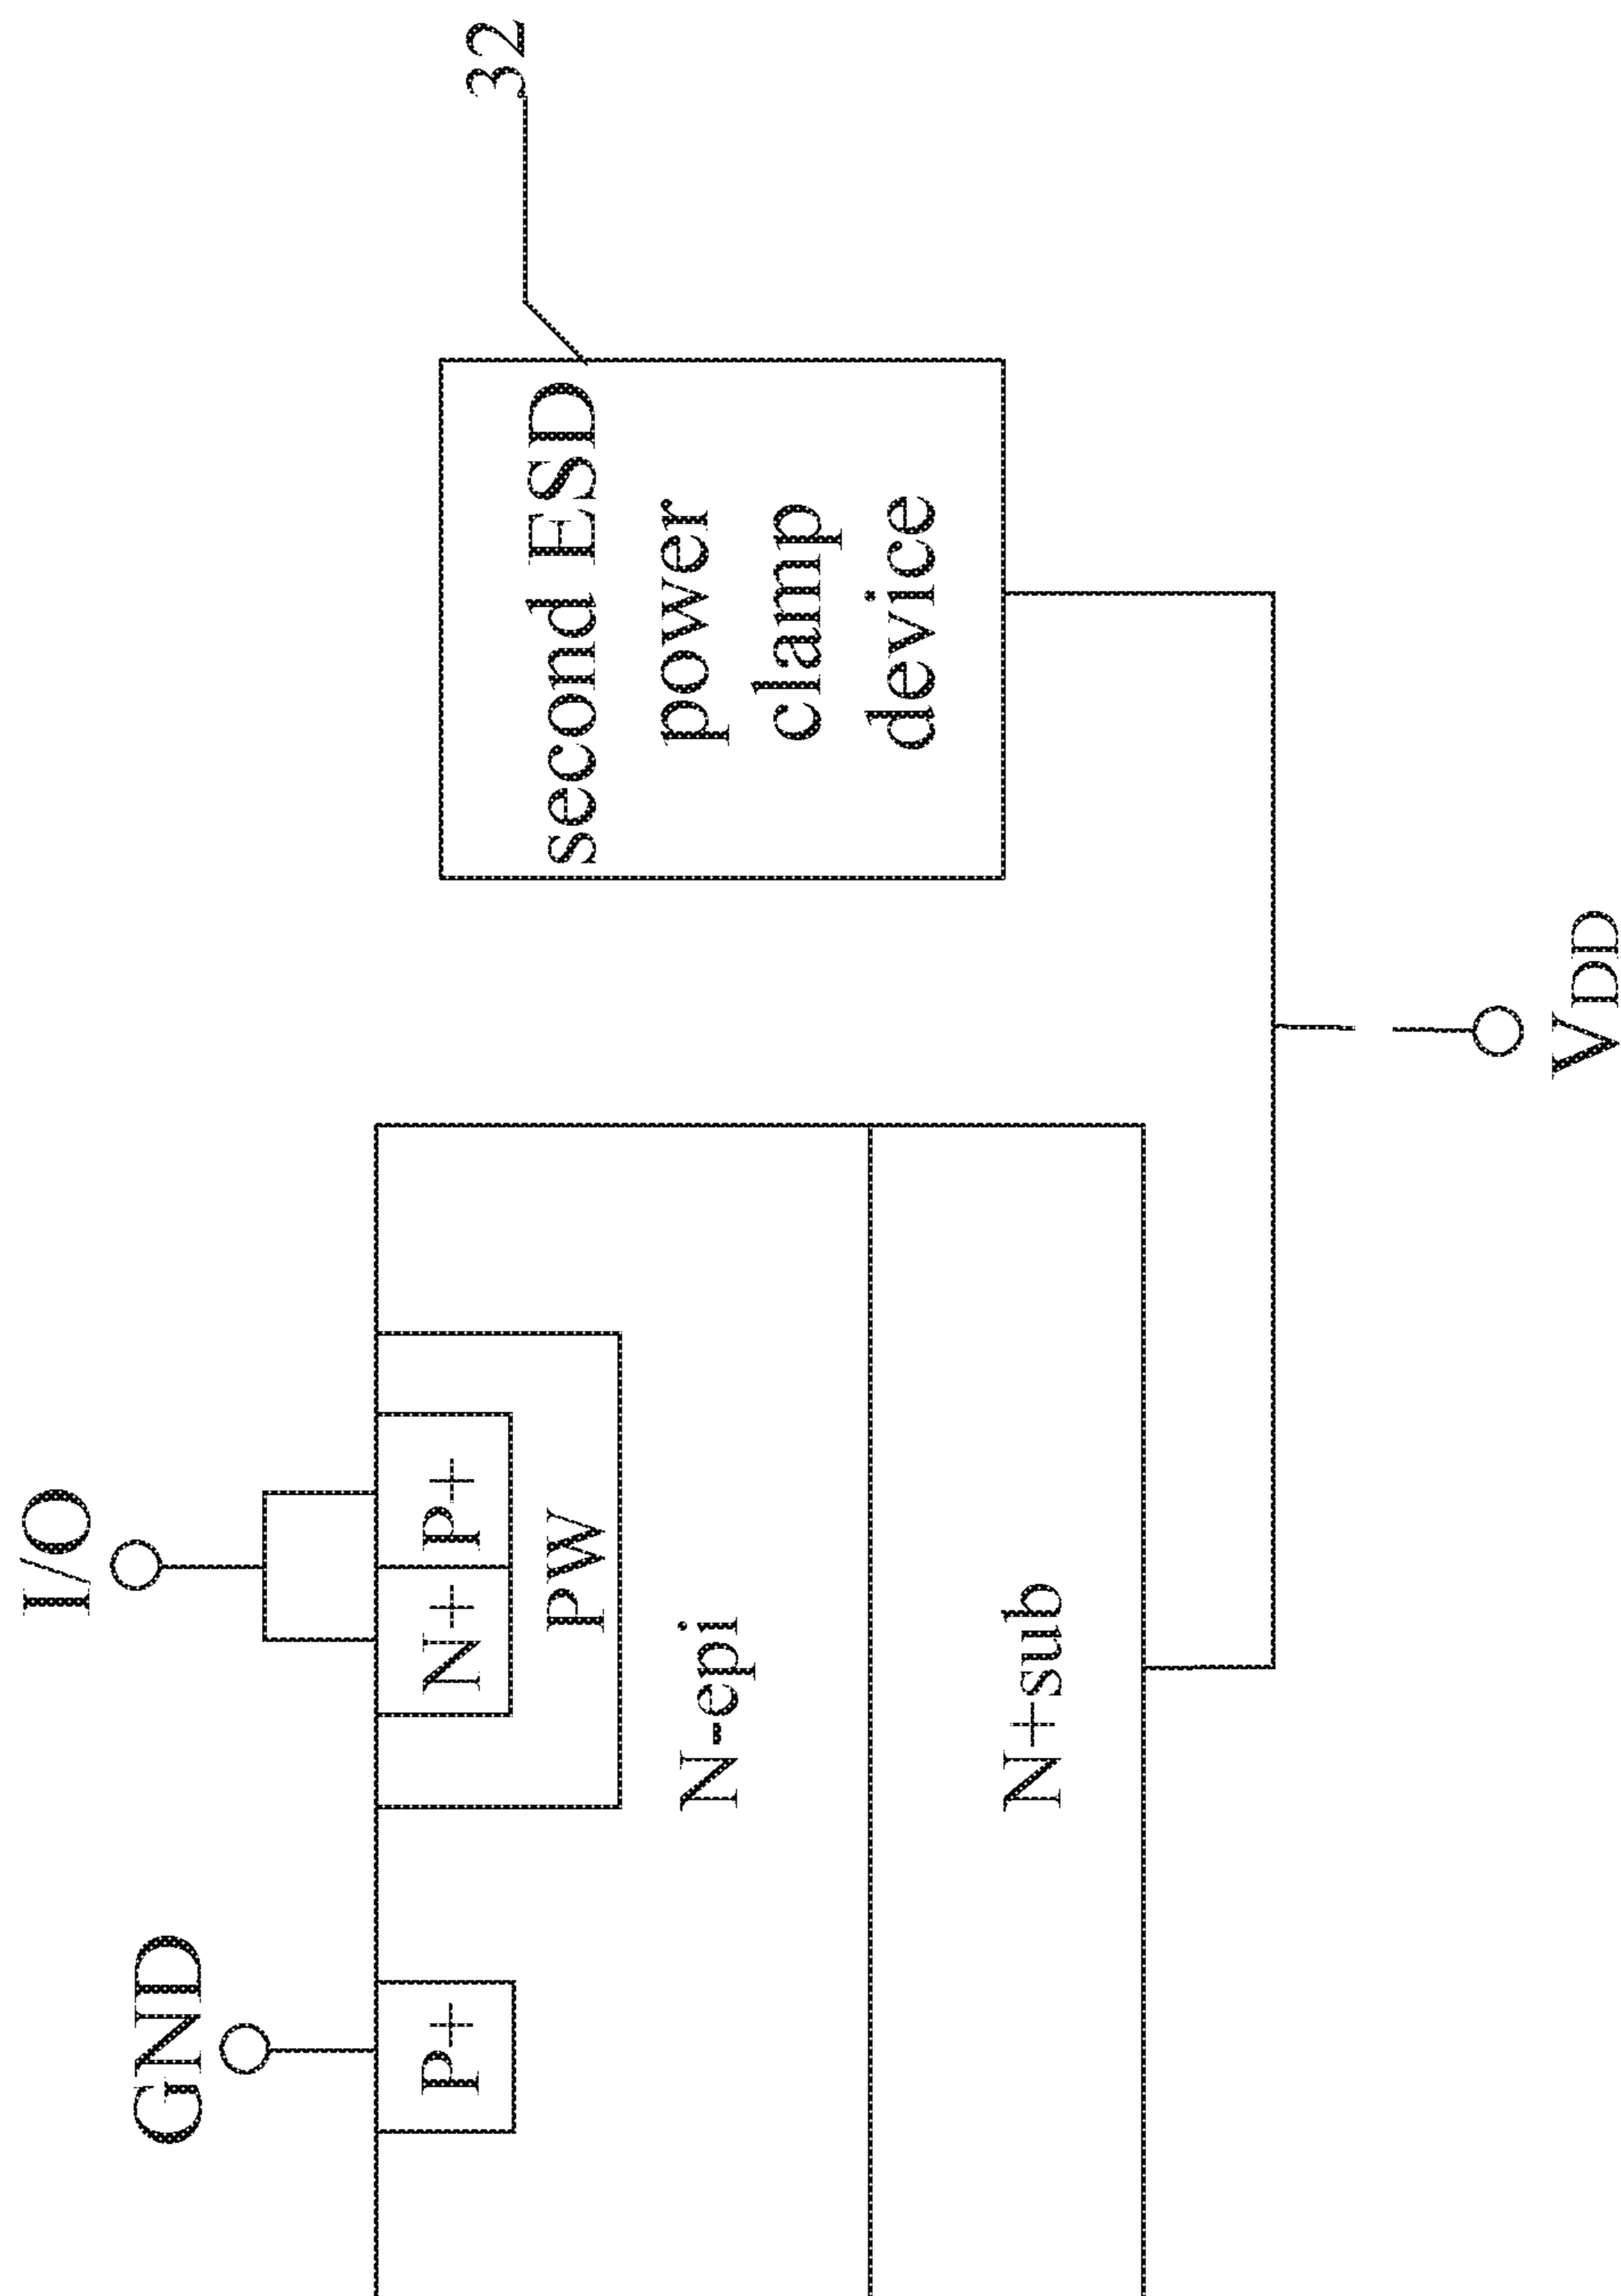 32
I/O
GND
second ESD
power
clamp
device
P+
N+
P+
PW
N-epi
N+sub
VDD